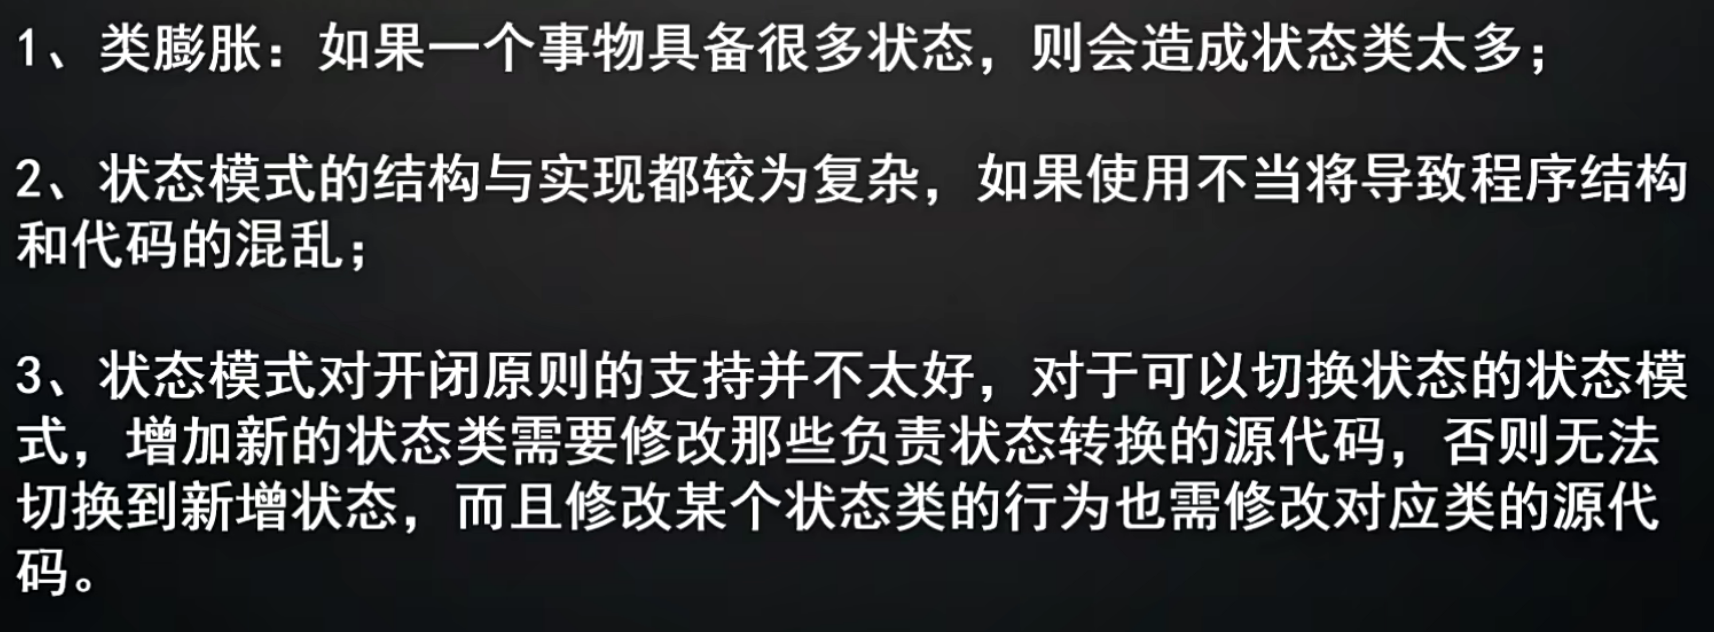 1、类膨胀：如果一个事物具备很多状态，则会造成状态类太多；
2、状态模式的结构与实现都较为复杂，如果使用不当将导致程序结构
和代码的混乱；
3、状态模式对开闭原则的支持并不太好，对于可以切换状态的状态模
式，增加新的状态类需要修改那些负责状态转换的源代码，否则无法
切换到新增状态，而且修改某个状态类的行为也需修改对应类的源代
码。